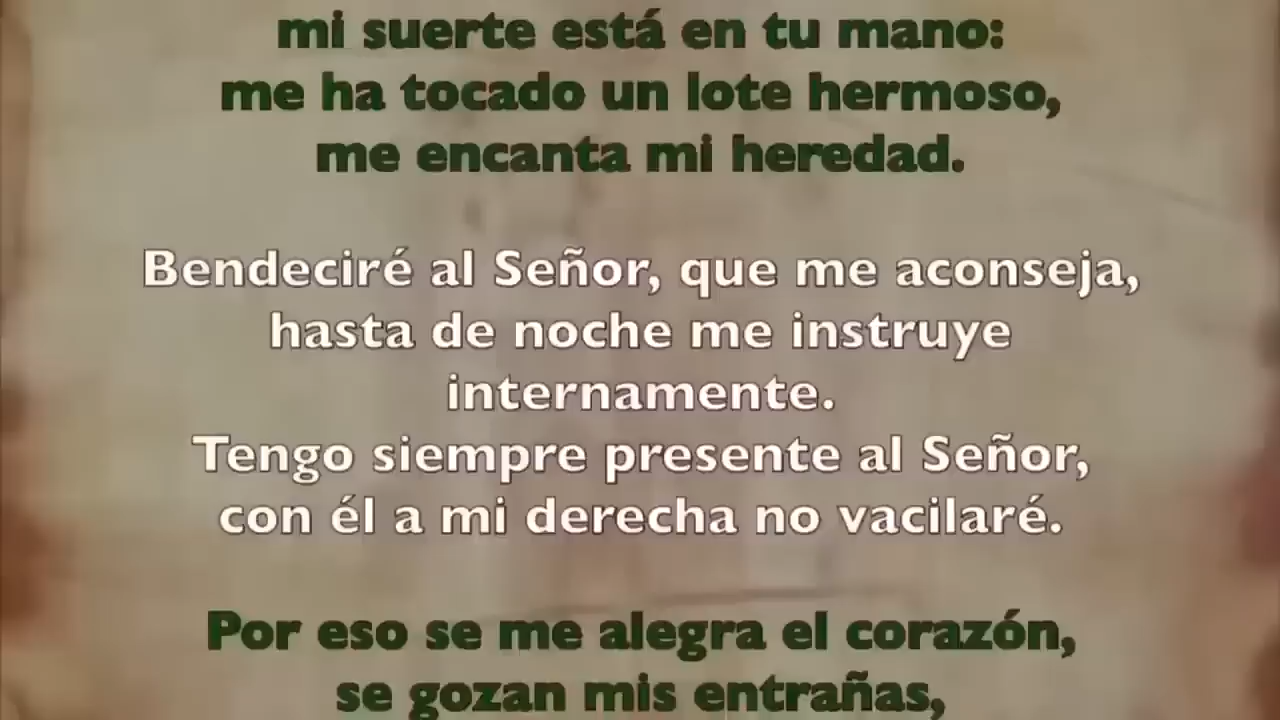 mi suerte está en tu mano:
me ha tocado un lote hermoso,
me encanta mi heredad.
Bendeciré al Señor, que me aconseja,
hasta de noche me instruye
internamente.
Tengo siempre presente al Señor,
con él a mi derecha no vacilaré.
Por eso se me alegra el corazón,
se gozan mis entrañas,